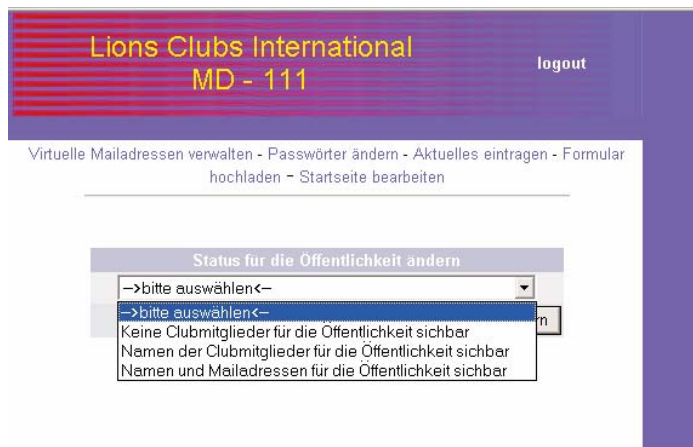 Lions Clubs International
MD - 111
logout
Virtuelle Mailadressen verwalten - Passwörter ändern - Aktuelles eintragen - Formular
hochladen - Startseite bearbeiten
Status für die Öffentlichkeit ändern
-->bitte auswählen<--
-->bitte auswählen<--
rn
Keine Clubmitglieder für die Öffentlichkeit sichbar
Namen der Clubmitglieder für die Öffentlichkeit sichbar
Namen und Mailadressen für die Öffentlichkeit sichbar